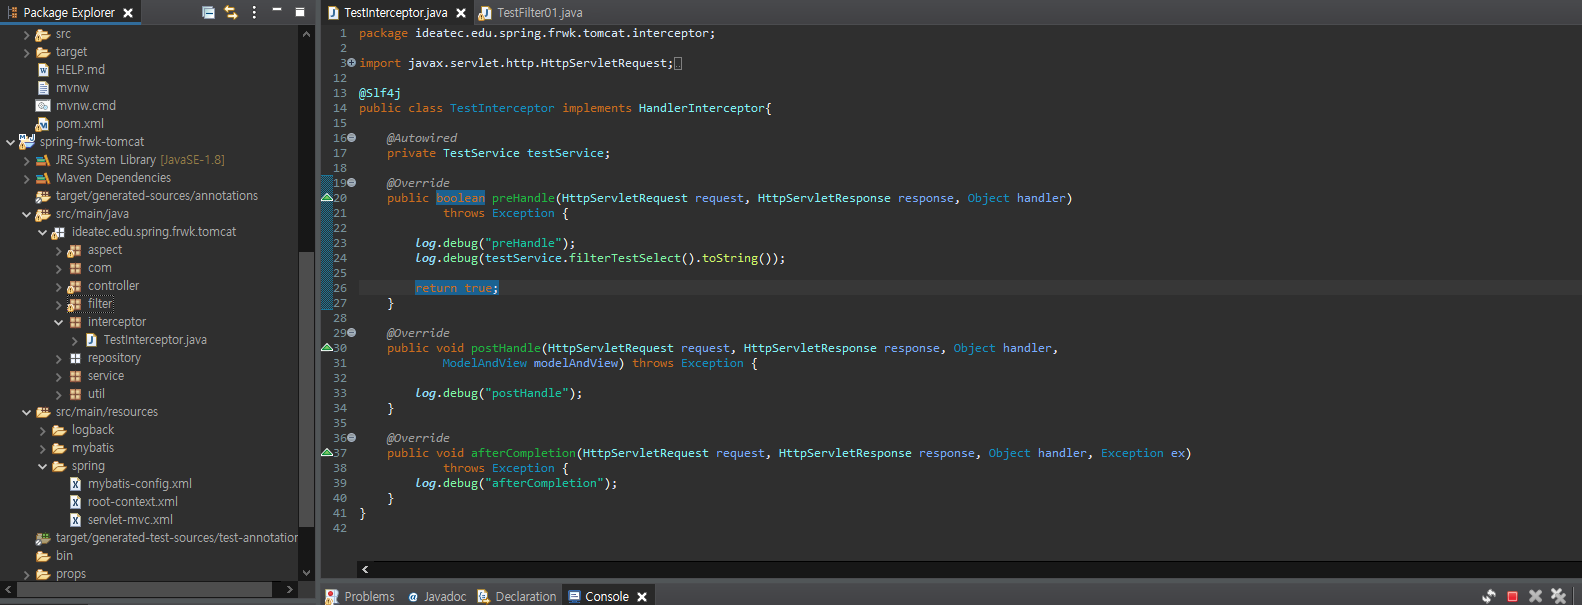 Package Explorer
src
target
HELP.md
mvnw
mvnw.cmd
pom.xml
spring-frwk-tomcat
JRE System Library [JavaSE-1.8]
Maven Dependencies
target/generated-sources/annotations
src/main/java
ideatec.edu.spring.frwk.tomcat
aspect
com
controller
filter
interceptor
TestInterceptor.java
repository
service
util
src/main/resources
logback
mybatis
spring
mybatis-config.xml
root-context.xml
servlet-mvc.xml
target/generated-test-sources/test-annotation
bin
props
TestInterceptor.java TestFilter01.java
1 package ideatec.edu.spring.frwk.tomcat.interceptor;
2
3 import javax.servlet.http.HttpServletRequest;
12
13 @Slf4j
14 public class TestInterceptor implements HandlerInterceptor{
15
16 @Autowired
17 private TestService testService;
18
19 @Override
20 public boolean preHandle(HttpServletRequest request, HttpServletResponse response, Object handler)
21 throws Exception {
22
23 log.debug("preHandle");
24 log.debug(testService.filterTestSelect().toString());
25
26 return true;
27 }
28
29 @Override
30 public void postHandle(HttpServletRequest request, HttpServletResponse response, Object handler,
31 ModelAndView modelAndView) throws Exception {
32
33 log.debug("postHandle");
34 }
35
36 @Override
37 public void afterCompletion(HttpServletRequest request, HttpServletResponse response, Object handler, Exception ex)
38 throws Exception {
39 log.debug("afterCompletion");
40 }
41 }
42
Problems Javadoc Declaration Console